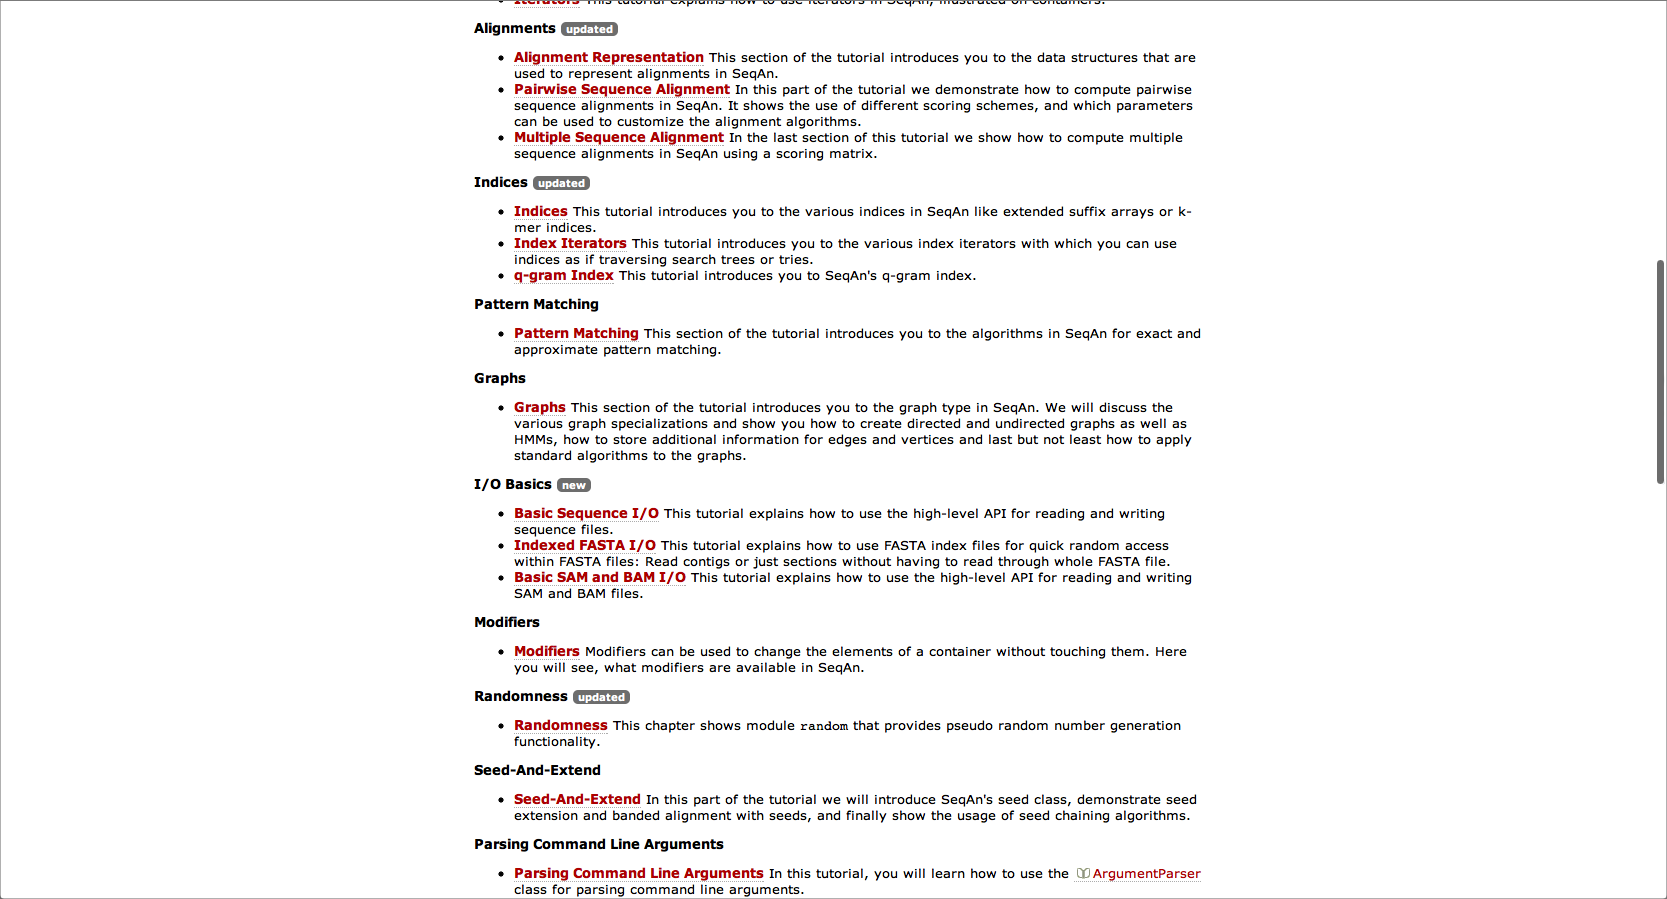 Iterators This tutorial explains how to use iterators in SeqAn, illustrated on containers.
Alignments updated
• Alignment Representation This section of the tutorial introduces you to the data structures that are
used to represent alignments in SeqAn.
• Pairwise Sequence Alignment In this part of the tutorial we demonstrate how to compute pairwise
sequence alignments in SeqAn. It shows the use of different scoring schemes, and which parameters
can be used to customize the alignment algorithms.
• Multiple Sequence Alignment In the last section of this tutorial we show how to compute multiple
sequence alignments in SeqAn using a scoring matrix.
Indices updated
• Indices This tutorial introduces you to the various indices in SeqAn like extended suffix arrays or k-
mer indices.
• Index Iterators This tutorial introduces you to the various index iterators with which you can use
indices as if traversing search trees or tries.
• q-gram Index This tutorial introduces you to SeqAn's q-gram index.
Pattern Matching
• Pattern Matching This section of the tutorial introduces you to the algorithms in SeqAn for exact and
approximate pattern matching.
Graphs
• Graphs This section of the tutorial introduces you to the graph type in SeqAn. We will discuss the
various graph specializations and show you how to create directed and undirected graphs as well as
HMMs, how to store additional information for edges and vertices and last but not least how to apply
standard algorithms to the graphs.
I/O Basics new
• Basic Sequence I/O This tutorial explains how to use the high-level API for reading and writing
sequence files.
• Indexed FASTA I/O This tutorial explains how to use FASTA index files for quick random access
within FASTA files: Read contigs or just sections without having to read through whole FASTA file.
• Basic SAM and BAM I/O This tutorial explains how to use the high-level API for reading and writing
SAM and BAM files.
Modifiers
• Modifiers Modifiers can be used to change the elements of a container without touching them. Here
you will see, what modifiers are available in SeqAn.
Randomness updated
• Randomness This chapter shows module random that provides pseudo random number generation
functionality.
Seed-And-Extend
• Seed-And-Extend In this part of the tutorial we will introduce SeqAn's seed class, demonstrate seed
extension and banded alignment with seeds, and finally show the usage of seed chaining algorithms.
Parsing Command Line Arguments
• Parsing Command Line Arguments In this tutorial, you will learn how to use the ArgumentParser
class for parsing command line arguments.